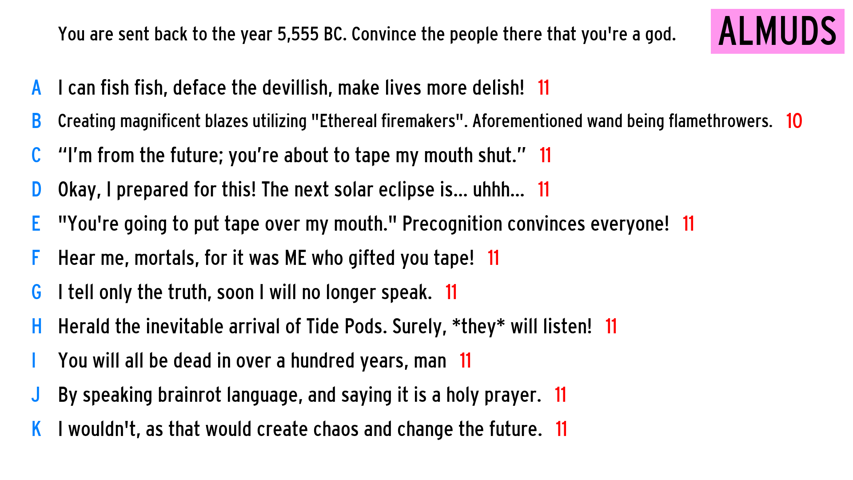 You are sent back to the year 5,555 BC. Convince the people there that you're a god.
ALMUDS
A I can fish fish, deface the devillish, make lives more delish! 11
B Creating magnificent blazes utilizing "Ethereal firemakers". Aforementioned wand being flamethrowers. 10
C “I’m from the future; you’re about to tape my mouth shut.” 11
D Okay, I prepared for this! The next solar eclipse is... uhhh... 11
E "You're going to put tape over my mouth." Precognition convinces everyone! 11
F Hear me, mortals, for it was ME who gifted you tape! 11
G I tell only the truth, soon I will no longer speak. 11
H Herald the inevitable arrival of Tide Pods. Surely, *they* will listen! 11
I You will all be dead in over a hundred years, man 11
J By speaking brainrot language, and saying it is a holy prayer. 11
K I wouldn't, as that would create chaos and change the future. 11